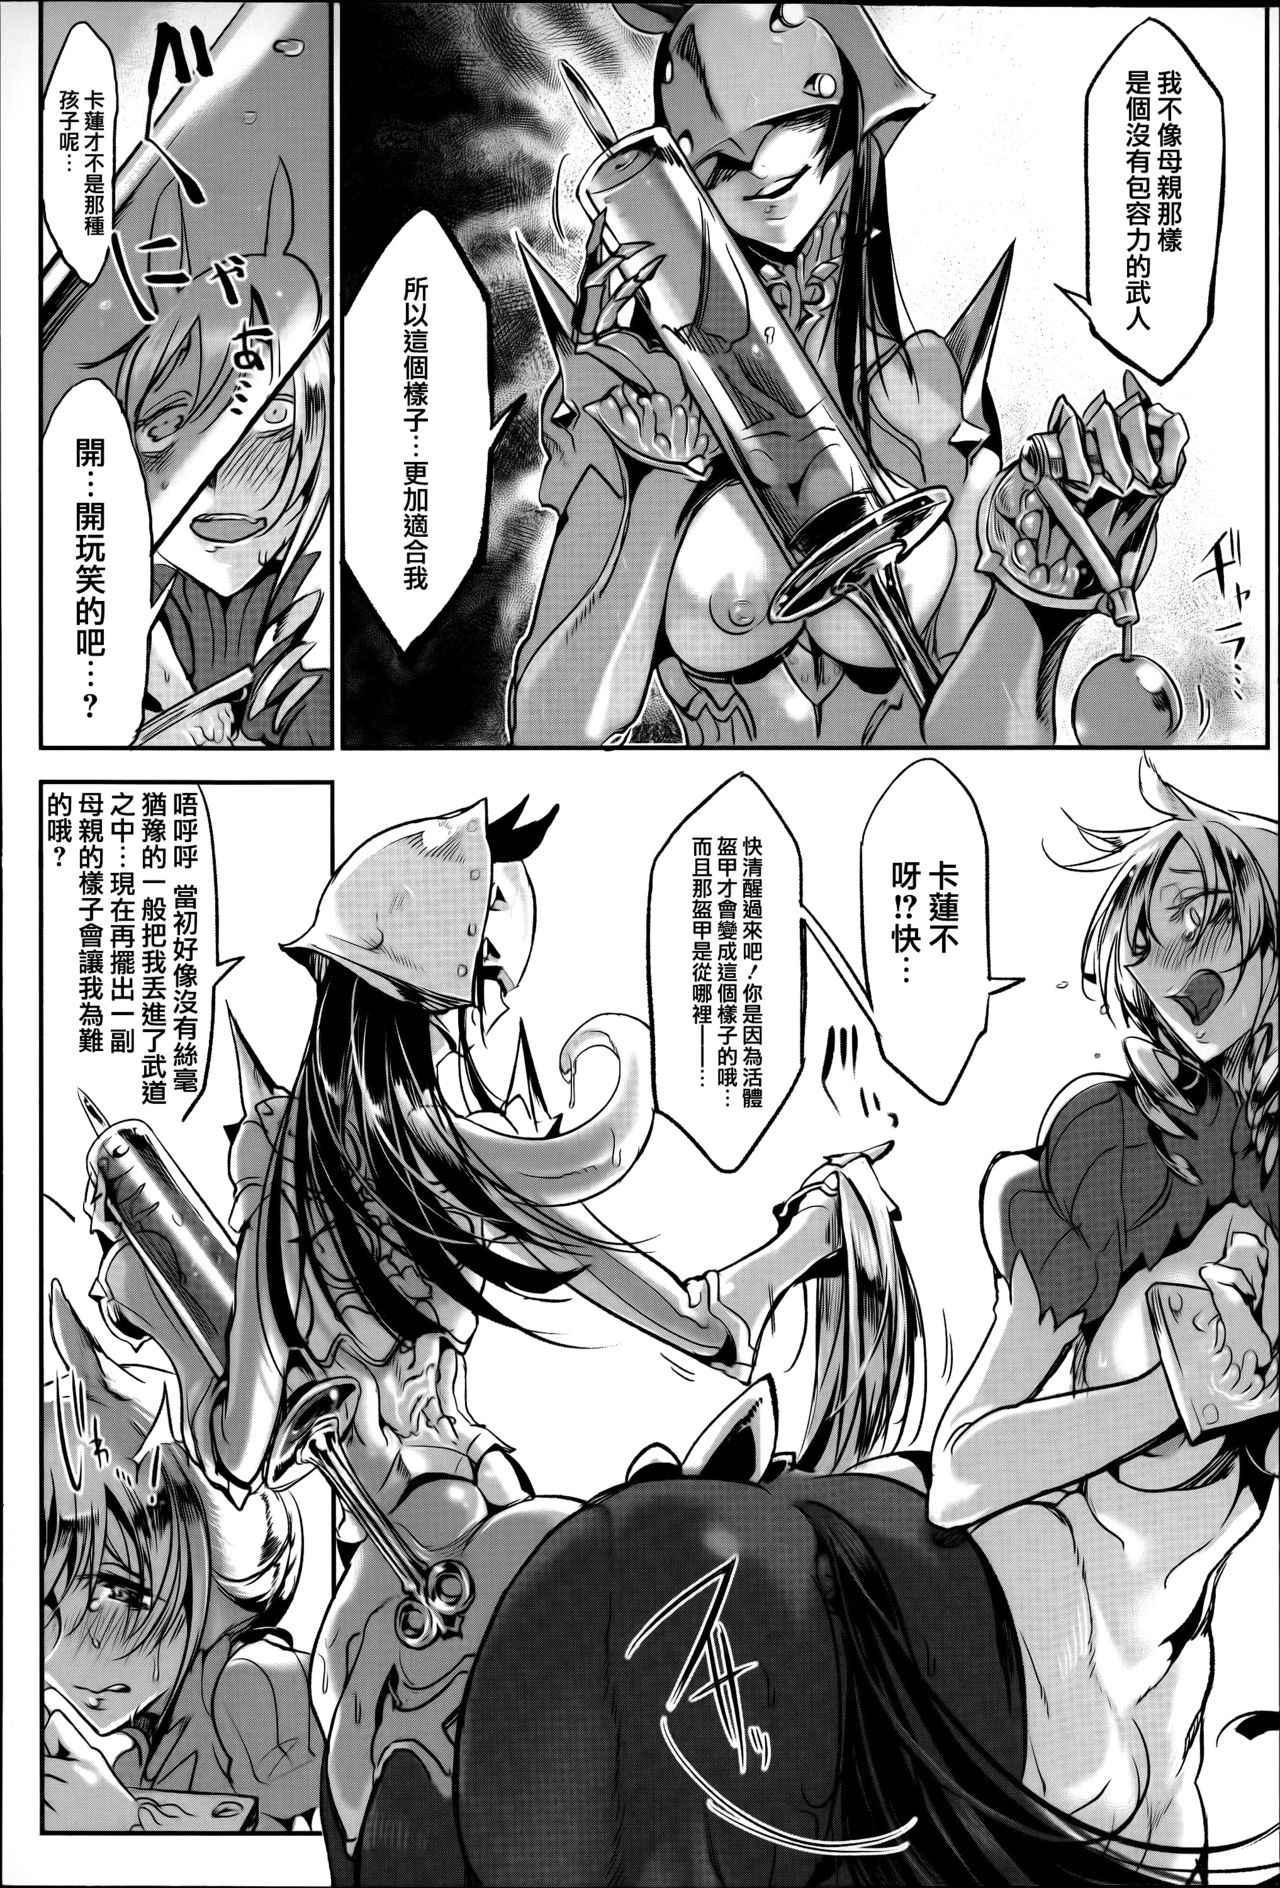 我不像母親那樣
是個沒有包容力的武人
所以這個樣子…更加適合我
ギャラ…
卡蓮才不是那種
孩子呢…
にゃあ…
開…開玩笑的吧…?
卡蓮不
呀!?快…
快清醒過來吧!你是因為活體
盔甲才會變成這個樣子的哦…
而且那盔甲是從哪裡——…
唔呼呼 當初好像沒有絲毫
猶豫的一般把我丟進了武道
之中…現在再擺出一副
母親的樣子會讓我為難
的哦?